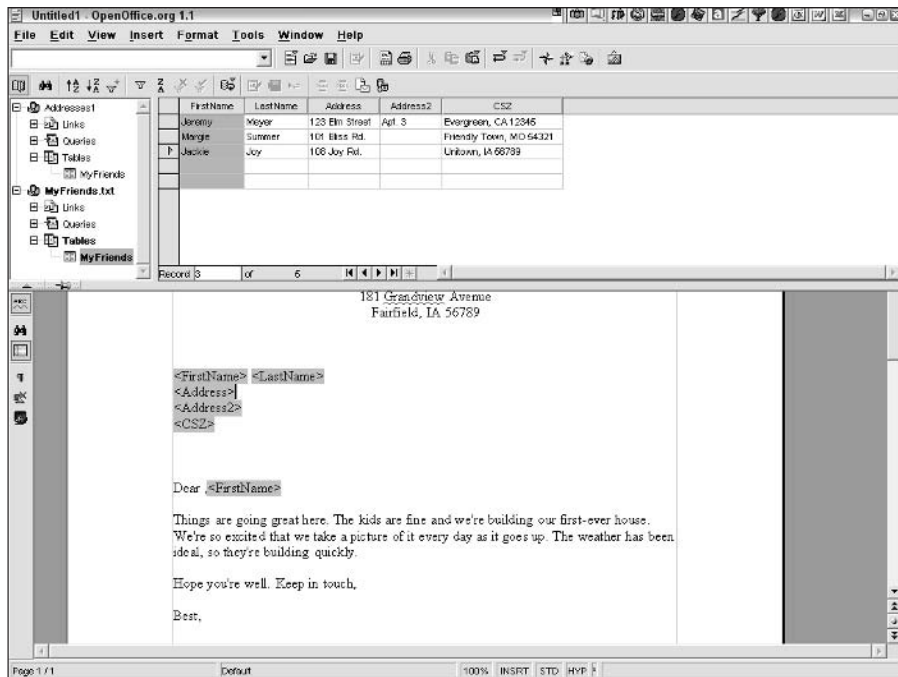 Untitled1 - OpenOffice.org 1.1
File Edit View Insert Format Tools Window Help
FirstName LastName Address Address2 CSZ
Jeremy Meyer 123 Elm Street Apt. 3 Evergreen, CA 12345
Margie Summer 101 Bliss Rd. Friendly Town, MO 54321
Jackie Joy 108 Joy Rd. Unitown, IA 56789
Addresses1
Links
Queries
Tables
MyFriends
MyFriends.txt
Links
Queries
Tables
MyFriends
Record 3 of 5
181 Grandview Avenue
Fairfield, IA 56789
<FirstName> <LastName>
<Address>
<Address2>
<CSZ>
Dear ,<FirstName>
Things are going great here. The kids are fine and we're building our first-ever house.
We're so excited that we take a picture of it every day as it goes up. The weather has been
ideal, so they're building quickly.
Hope you're well. Keep in touch,
Best,
Page 1 / 1 Default 100% INSRT STD HYP *